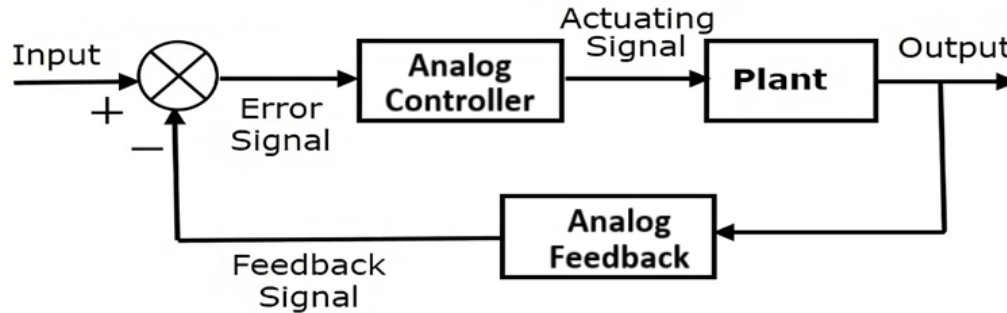 Input
+
−
Error
Signal
Analog
Controller
Actuating
Signal
Plant
Output
Analog
Feedback
Feedback
Signal